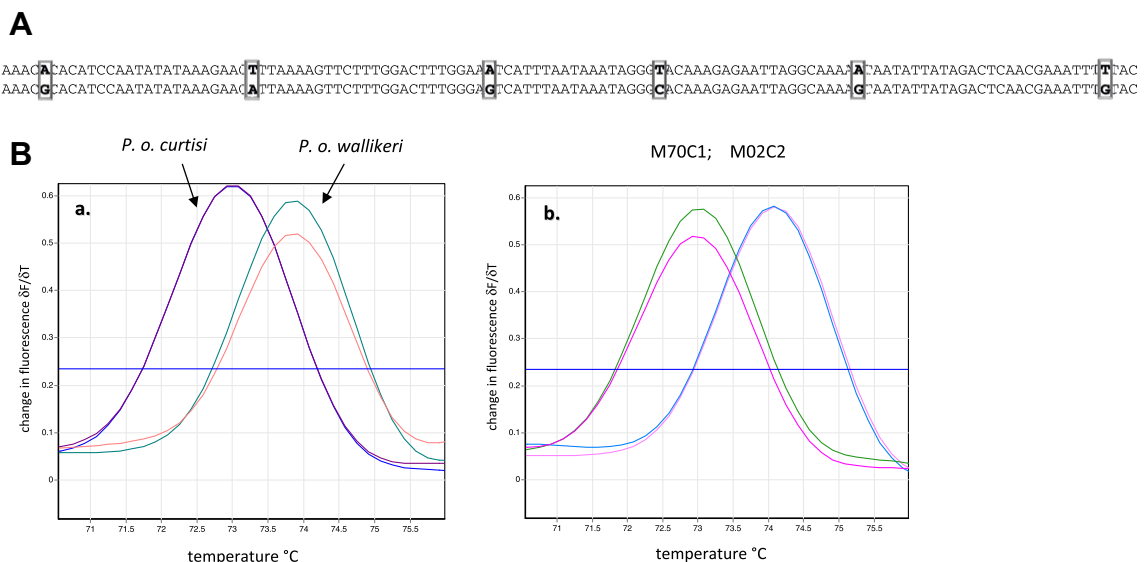 A
AAACACACATCCAATATATAAAGAACTTTAAAAGTTCTTTGGACTTTGGAAATCATTTAATAAATAGGGTACAAAGAGAATTAGGCAAAAATAATATTATAGACTCAACGAAATTTTTAC
AAACGCACATCCAATATATAAAGAACATTAAAAGTTCTTTGGACTTTGGGAGTCATTTAATAAATAGGGCACAAAGAGAATTAGGCAAAAGTAATATTATAGACTCAACGAAATTTGTAC
B
P. o. curtisi
P. o. wallikeri
M70C1; M02C2
a.
change in fluorescence δF/δT
0.6
0.5
0.4
0.3
0.2
0.1
0
71 71.5 72 72.5 73 73.5 74 74.5 75 75.5
temperature °C
b.
change in fluorescence δF/δT
0.6
0.5
0.4
0.3
0.2
0.1
0
71 71.5 72 72.5 73 73.5 74 74.5 75 75.5
temperature °C